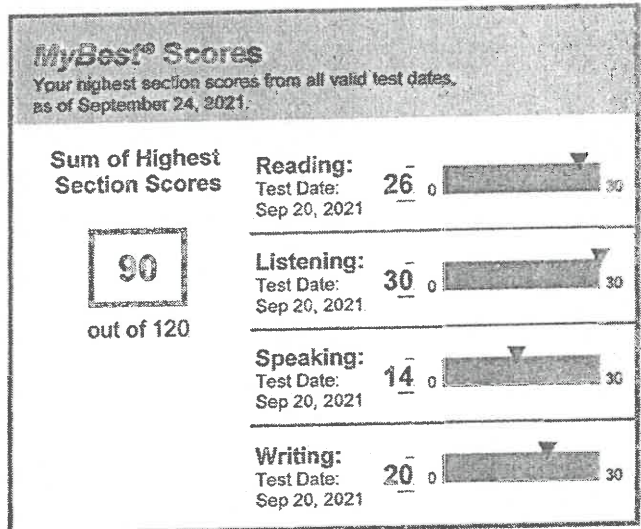 MyBest® Scores
Your highest section scores from all valid test dates,
as of September 24, 2021.
Sum of Highest
Section Scores
90
out of 120
Reading:
Test Date:
Sep 20, 2021
26
0
30
Listening:
Test Date:
Sep 20, 2021
30
0
30
Speaking:
Test Date:
Sep 20, 2021
14
0
30
Writing:
Test Date:
Sep 20, 2021
20
0
30